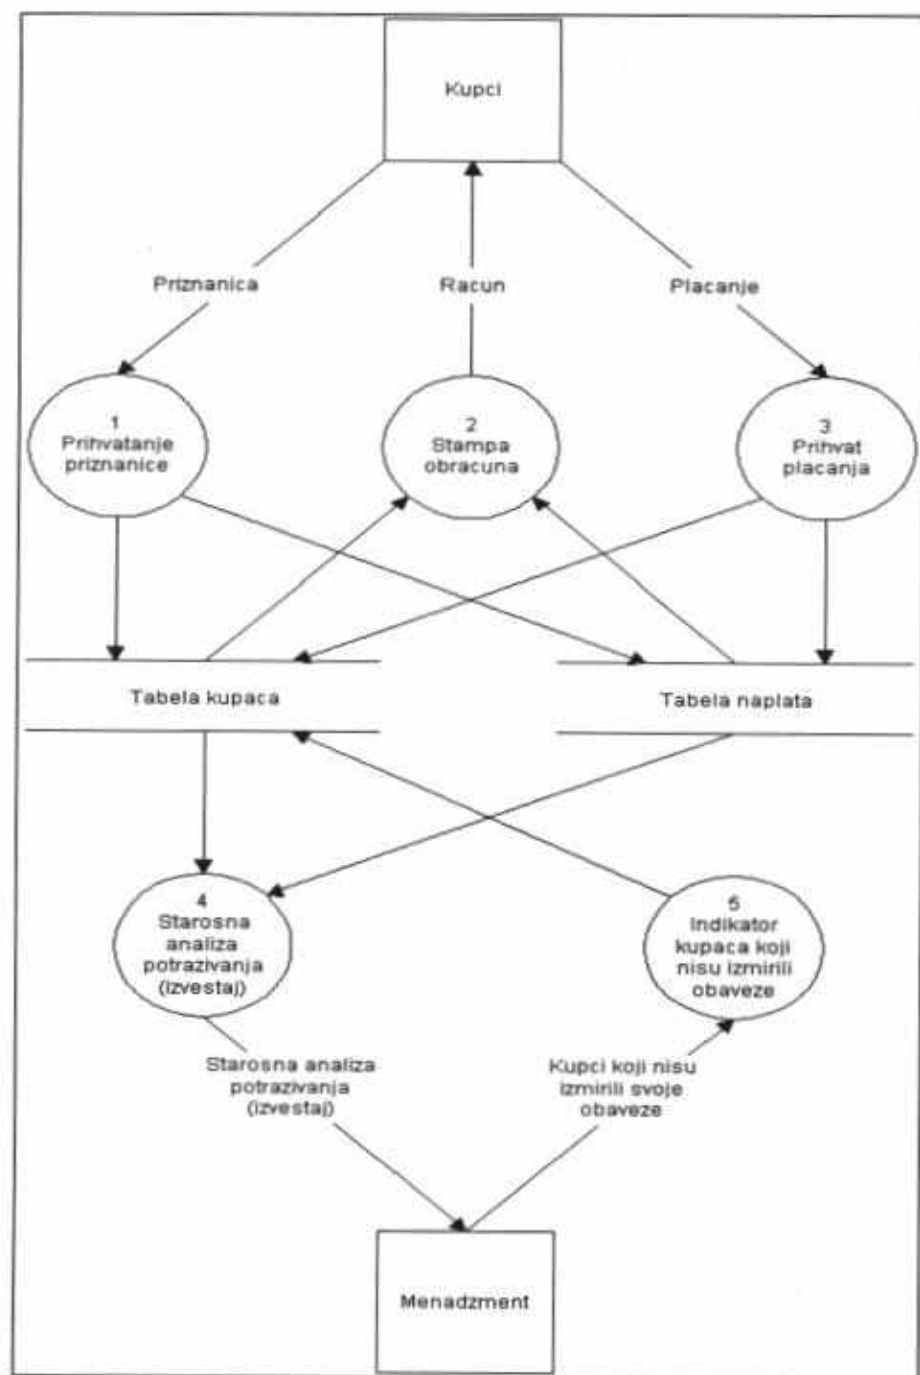 Kupci
Priznanica
Racun
Placanje
1
Prihvatanje
priznanice
2
Stampa
obracuna
3
Prihvat
placanja
Tabela kupaca
Tabela naplata
4
Starosna
analiza
potrazivanja
(izvestaj)
5
Indikator
kupaca koji
nisu izmirili
obaveze
Starosna analiza
potrazivanja
(izvestaj)
Kupci koji nisu
izmirili svoje
obaveze
Menadzment